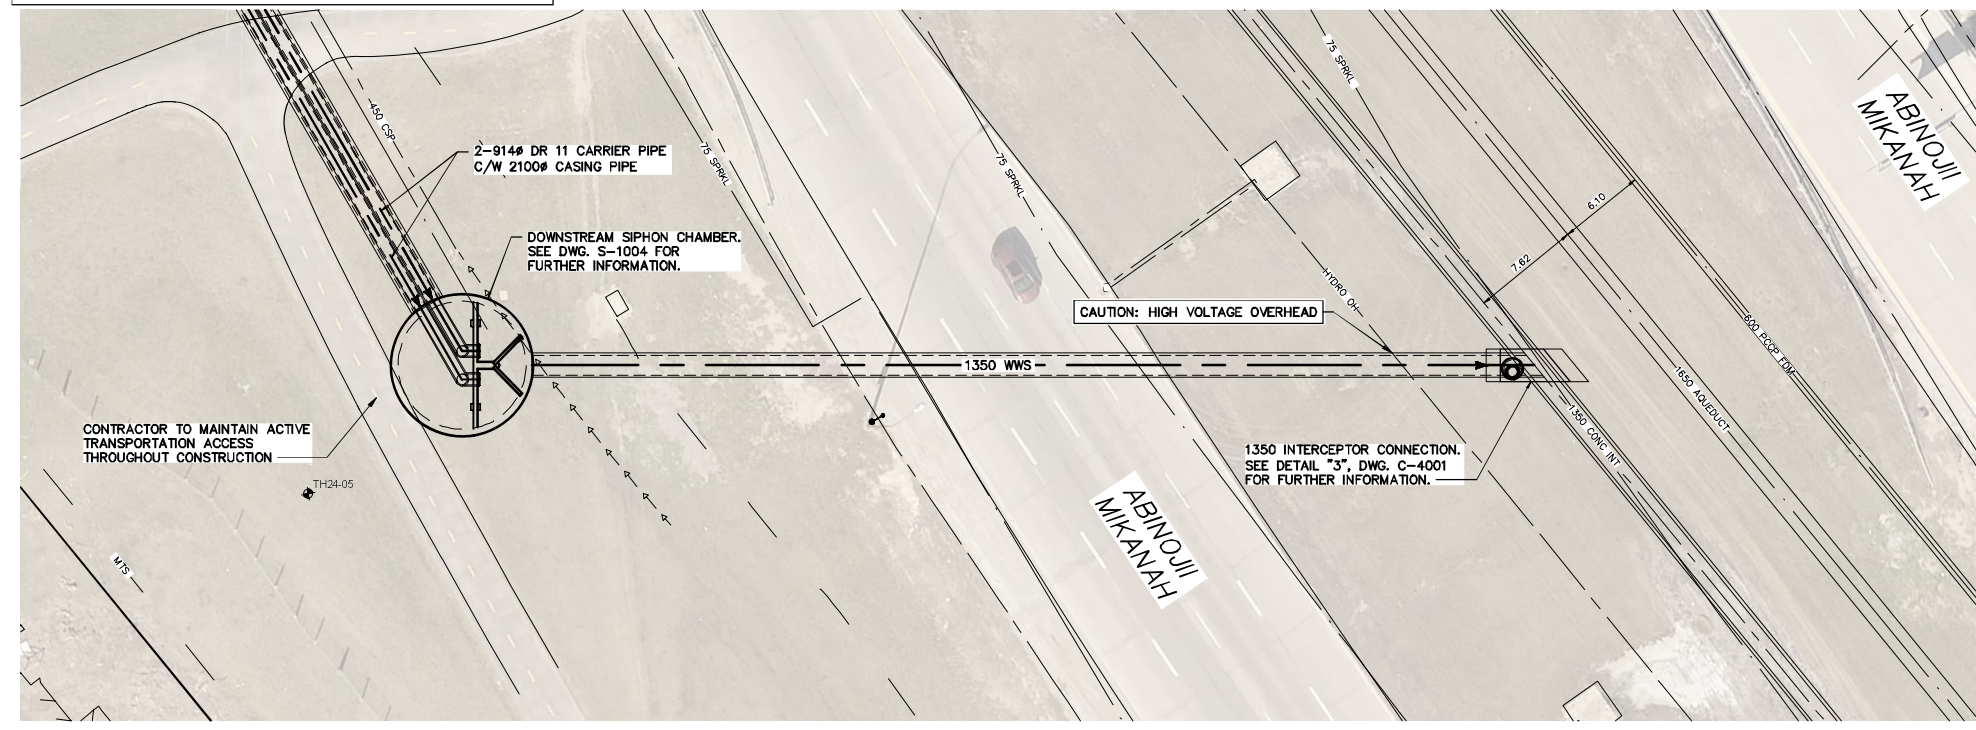 450 CSP
2-914ø DR 11 CARRIER PIPE
C/W 2100ø CASING PIPE
75 SPRKL
75 SPRKL
75 SPRKL
ABINOJII
MIKANAH
6.10
7.62
DOWNSTREAM SIPHON CHAMBER.
SEE DWG. S-1004 FOR
FURTHER INFORMATION.
HYDRO OH
CAUTION: HIGH VOLTAGE OVERHEAD
600 PCCP FDM
1650 AQUEDUCT
1350 WWS
1350 CONC INT
CONTRACTOR TO MAINTAIN ACTIVE
TRANSPORTATION ACCESS
THROUGHOUT CONSTRUCTION
1350 INTERCEPTOR CONNECTION.
SEE DETAIL "3", DWG. C-4001
FOR FURTHER INFORMATION.
TH24-05
ABINOJII
MIKANAH
MTS